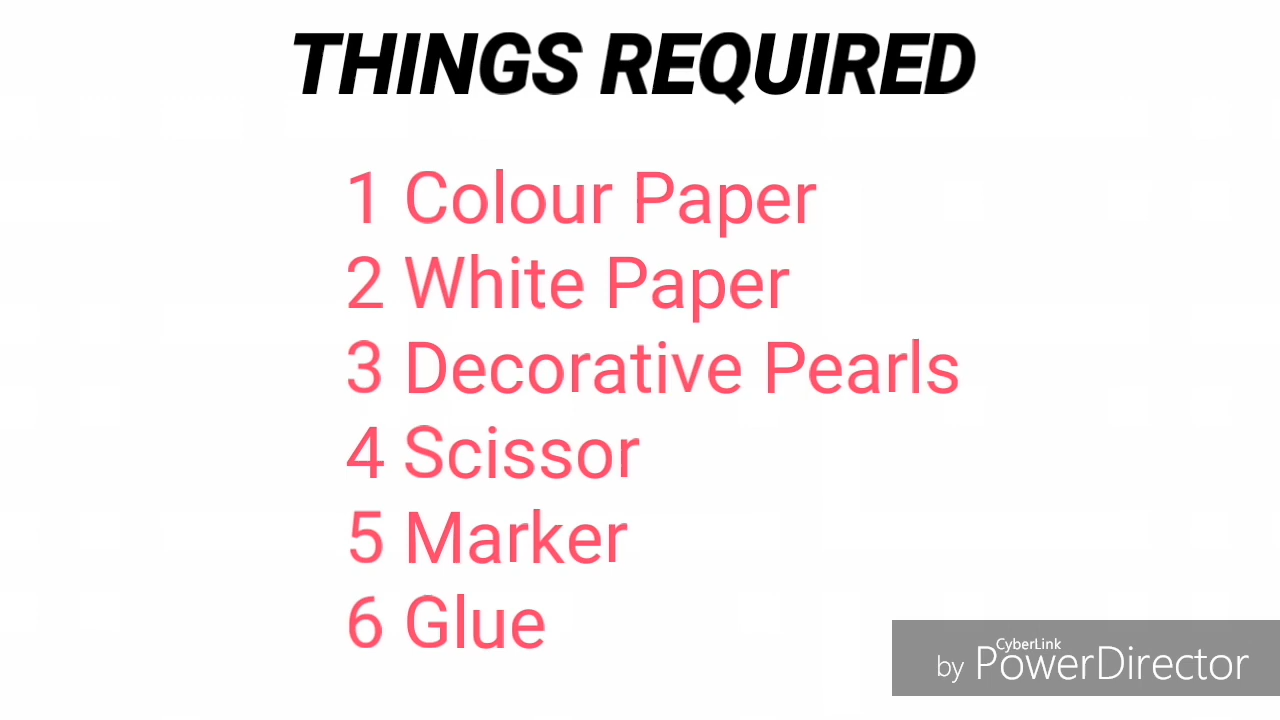 THINGS REQUIRED
1 Colour Paper
2 White Paper
3 Decorative Pearls
4 Scissor
5 Marker
6 Glue
CyberLink
by PowerDirector